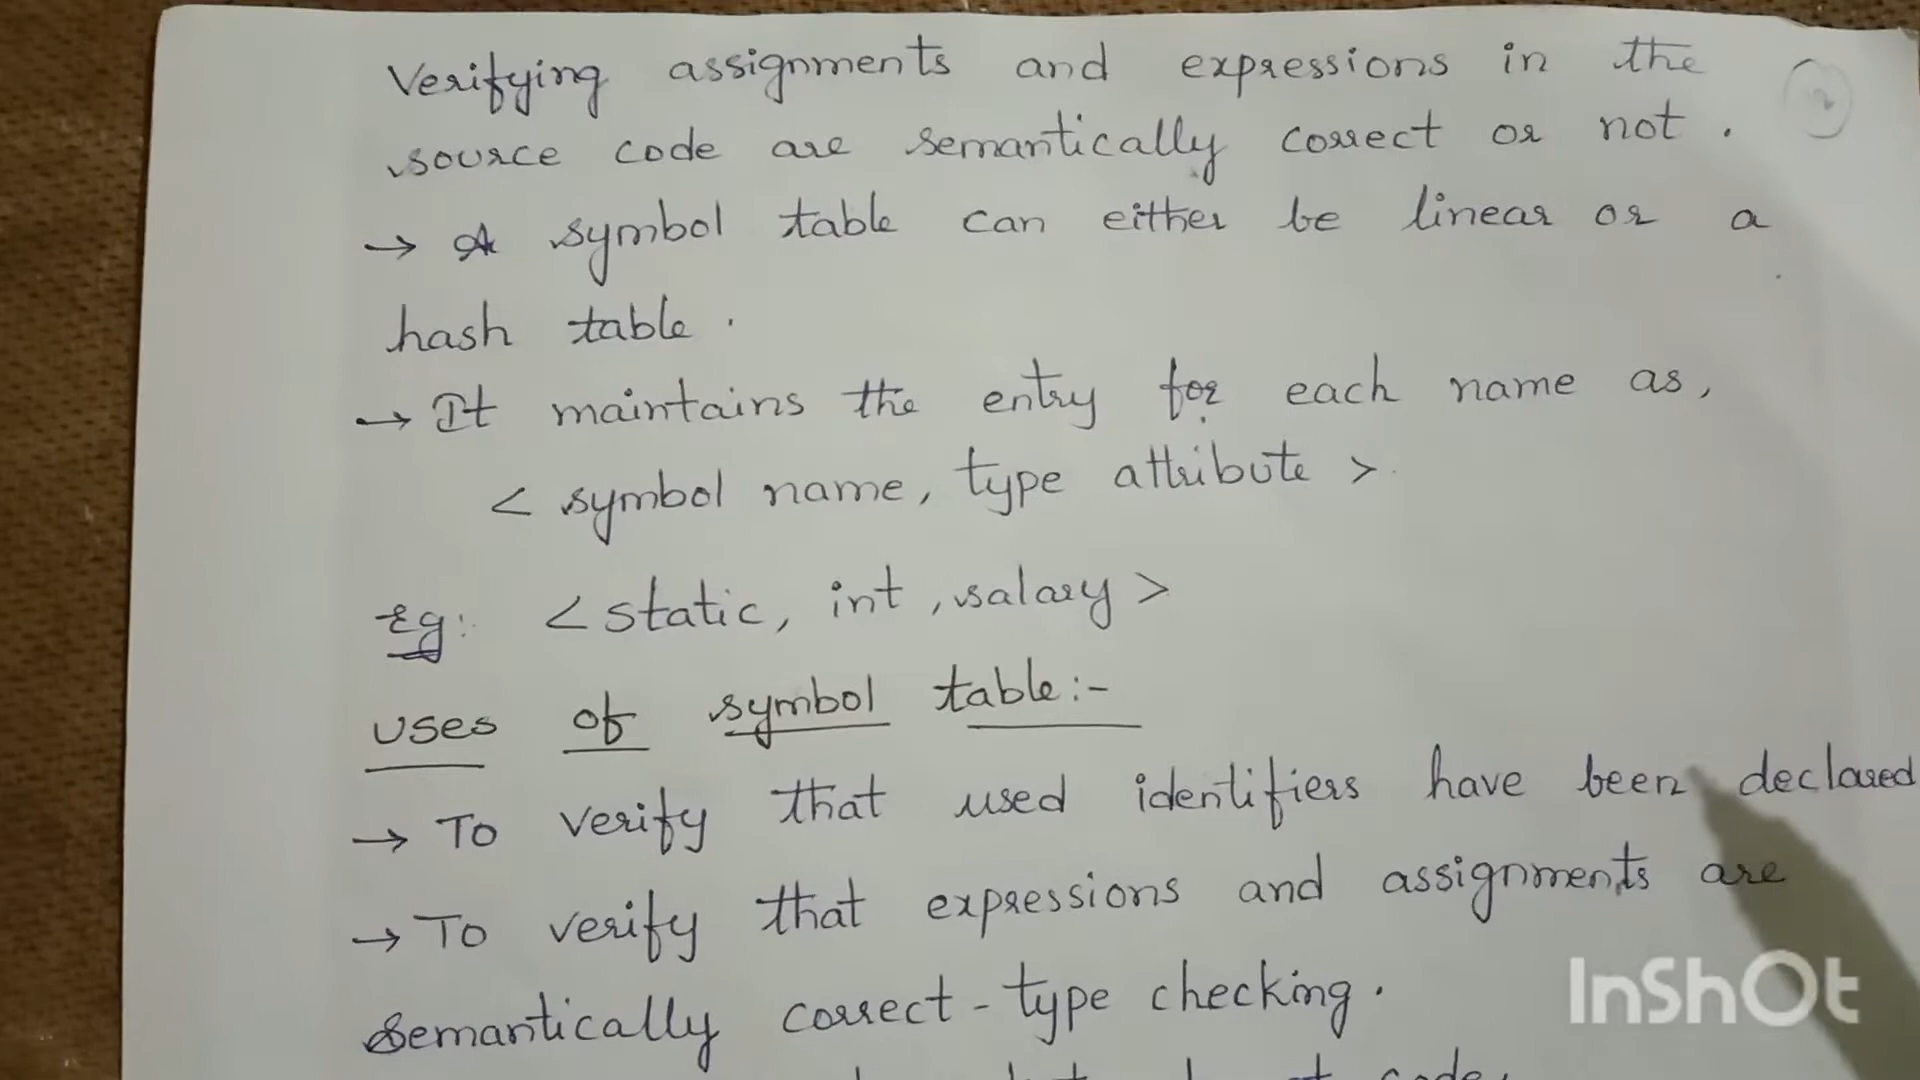 Verifying assignments and expressions in the
source code are semantically correct or not.
→ A symbol table can either be linear or a
hash table.
→ It maintains the entry for each name as,
< symbol name, type attribute >
Eg: < static, int, salary >
Uses of symbol table:-
→ To verify that used identifiers have been declared
→ To verify that expressions and assignments are
semantically correct - type checking.
code.
InShOt